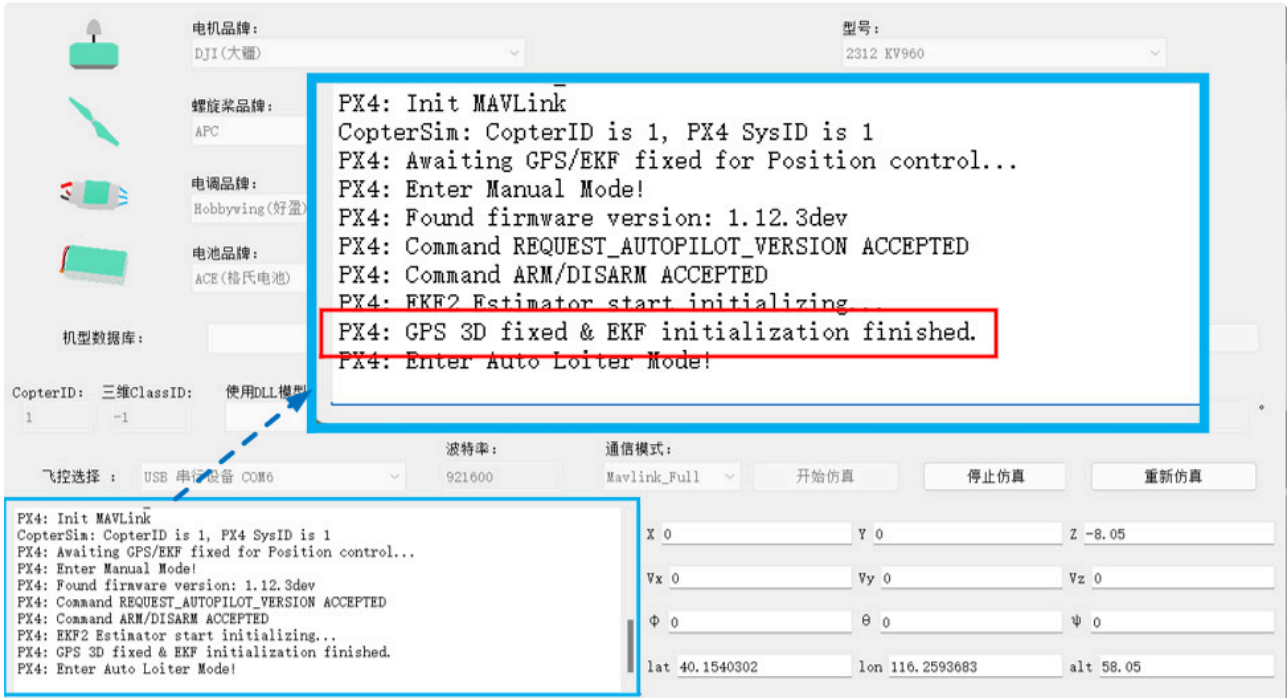 电机品牌：
DJI(大疆)
型号：
2312 KV960
螺旋桨品牌：
APC
电调品牌：
Hobbywing(好盈)
电池品牌：
ACE(格氏电池)
机型数据库：
PX4: Init MAVLink
CopterSim: CopterID is 1, PX4 SysID is 1
PX4: Awaiting GPS/EKF fixed for Position control...
PX4: Enter Manual Mode!
PX4: Found firmware version: 1.12.3dev
PX4: Command REQUEST_AUTOPILOT_VERSION ACCEPTED
PX4: Command ARM/DISARM ACCEPTED
PX4: EKF2 Estimator start initializing...
PX4: GPS 3D fixed & EKF initialization finished.
PX4: Enter Auto Loiter Mode!
CopterID: 三维ClassID: 使用DLL模型
1 -1
°
波特率： 通信模式：
飞控选择 ： USB 串行设备 COM6 921600 Mavlink_Full 开始仿真 停止仿真 重新仿真
PX4: Init MAVLink
CopterSim: CopterID is 1, PX4 SysID is 1
PX4: Awaiting GPS/EKF fixed for Position control...
PX4: Enter Manual Mode!
PX4: Found firmware version: 1.12.3dev
PX4: Command REQUEST_AUTOPILOT_VERSION ACCEPTED
PX4: Command ARM/DISARM ACCEPTED
PX4: EKF2 Estimator start initializing...
PX4: GPS 3D fixed & EKF initialization finished.
PX4: Enter Auto Loiter Mode!
X 0 Y 0 Z -8.05
Vx 0 Vy 0 Vz 0
Φ 0 θ 0 ψ 0
lat 40.1540302 lon 116.2593683 alt 58.05